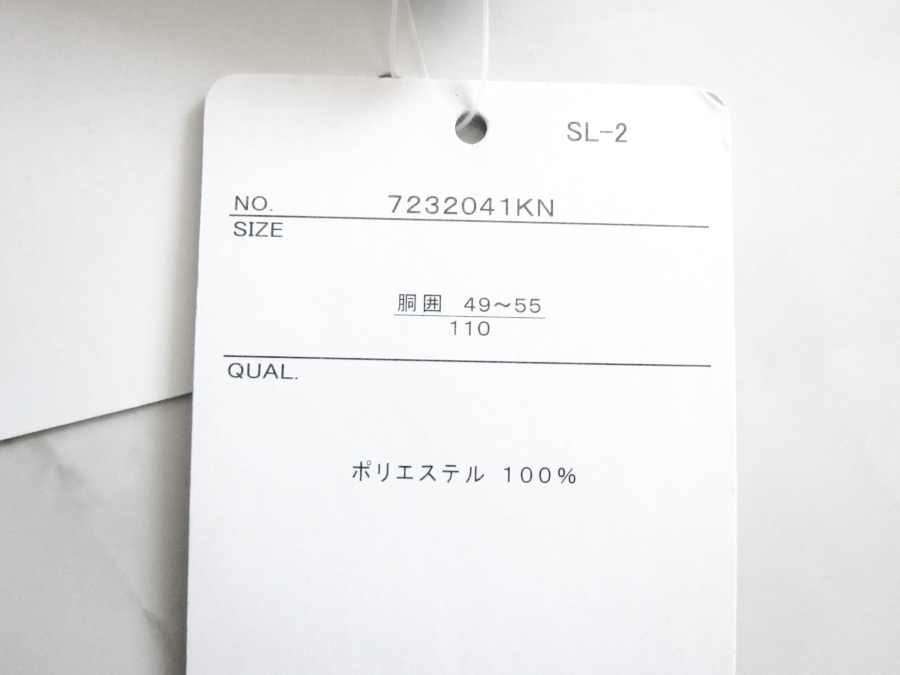 SL-2
NO. 7232041KN
SIZE
胴囲 49~55
110
QUAL.
ポリエステル 100%